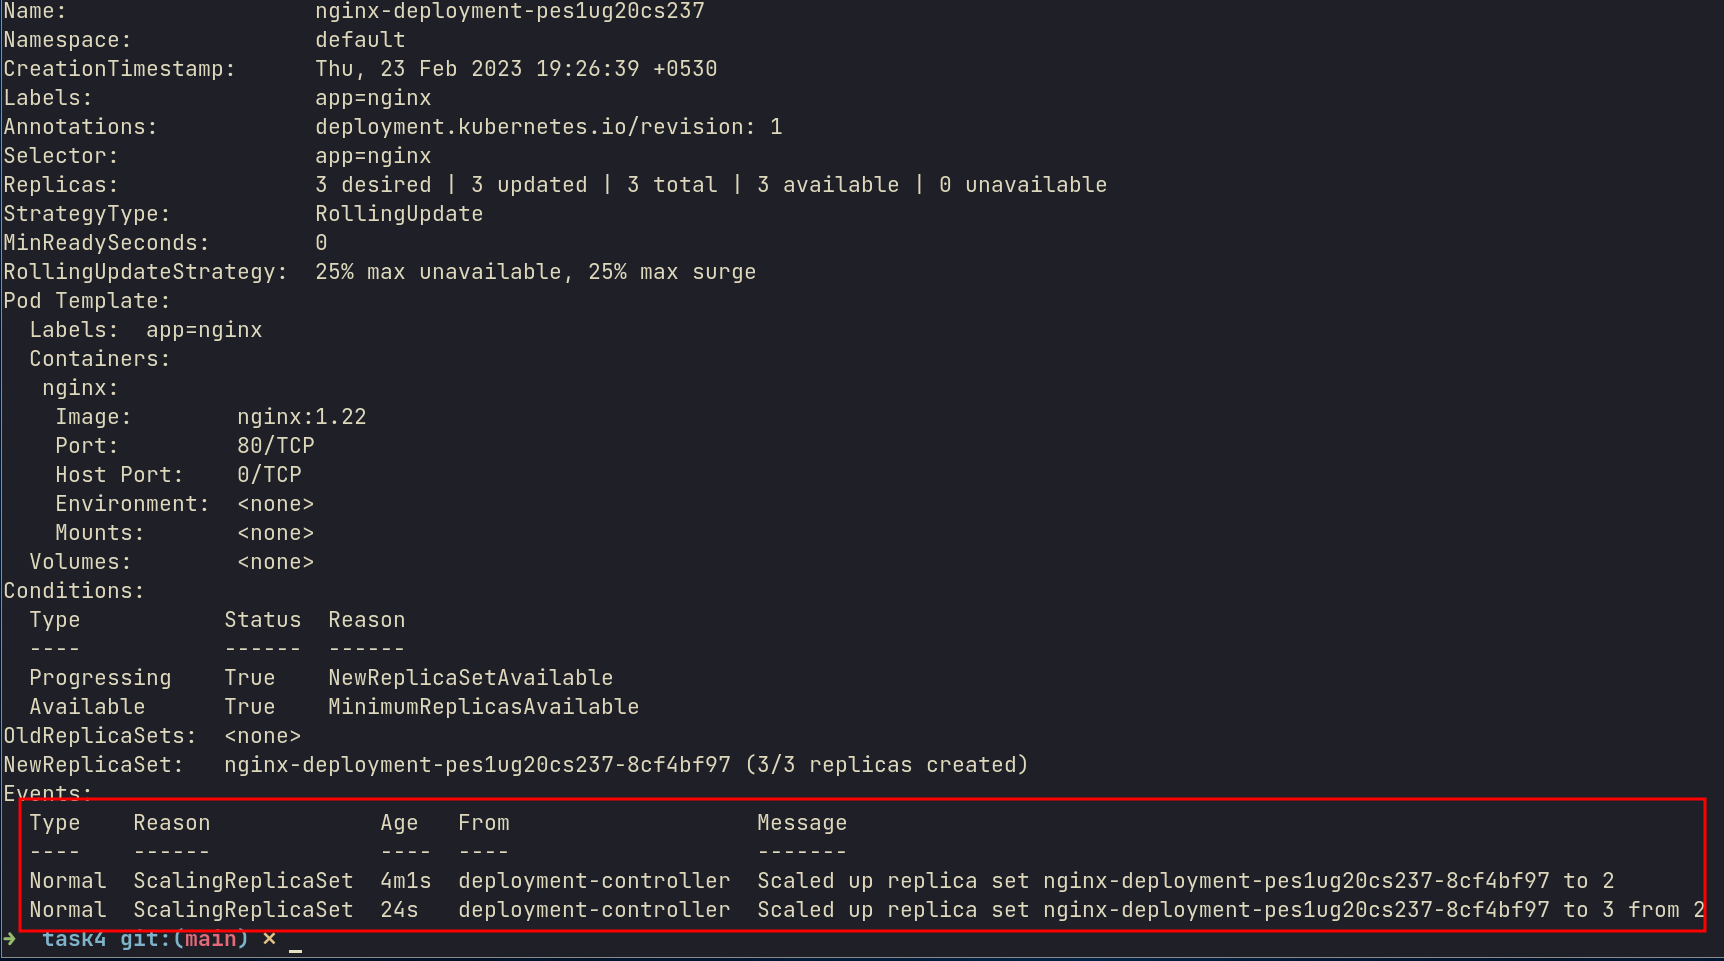 Name:                   nginx-deployment-pes1ug20cs237
Namespace:              default
CreationTimestamp:      Thu, 23 Feb 2023 19:26:39 +0530
Labels:                 app=nginx
Annotations:            deployment.kubernetes.io/revision: 1
Selector:               app=nginx
Replicas:               3 desired | 3 updated | 3 total | 3 available | 0 unavailable
StrategyType:           RollingUpdate
MinReadySeconds:        0
RollingUpdateStrategy:  25% max unavailable, 25% max surge
Pod Template:
  Labels:  app=nginx
  Containers:
   nginx:
    Image:        nginx:1.22
    Port:         80/TCP
    Host Port:    0/TCP
    Environment:  <none>
    Mounts:       <none>
  Volumes:        <none>
Conditions:
  Type           Status  Reason
  ----           ------  ------
  Progressing    True    NewReplicaSetAvailable
  Available      True    MinimumReplicasAvailable
OldReplicaSets:  <none>
NewReplicaSet:   nginx-deployment-pes1ug20cs237-8cf4bf97 (3/3 replicas created)
Events:
  Type    Reason             Age   From                   Message
  ----    ------             ----  ----                   -------
  Normal  ScalingReplicaSet  4m1s  deployment-controller  Scaled up replica set nginx-deployment-pes1ug20cs237-8cf4bf97 to 2
  Normal  ScalingReplicaSet  24s   deployment-controller  Scaled up replica set nginx-deployment-pes1ug20cs237-8cf4bf97 to 3 from 2
➜  task4 git:(main) ✗ _